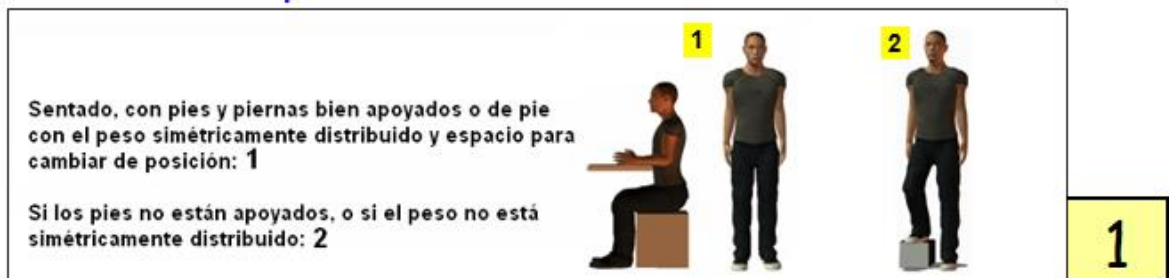 1
2
Sentado, con pies y piernas bien apoyados o de pie
con el peso simétricamente distribuido y espacio para
cambiar de posición: 1
Si los pies no están apoyados, o si el peso no está
simétricamente distribuido: 2
1